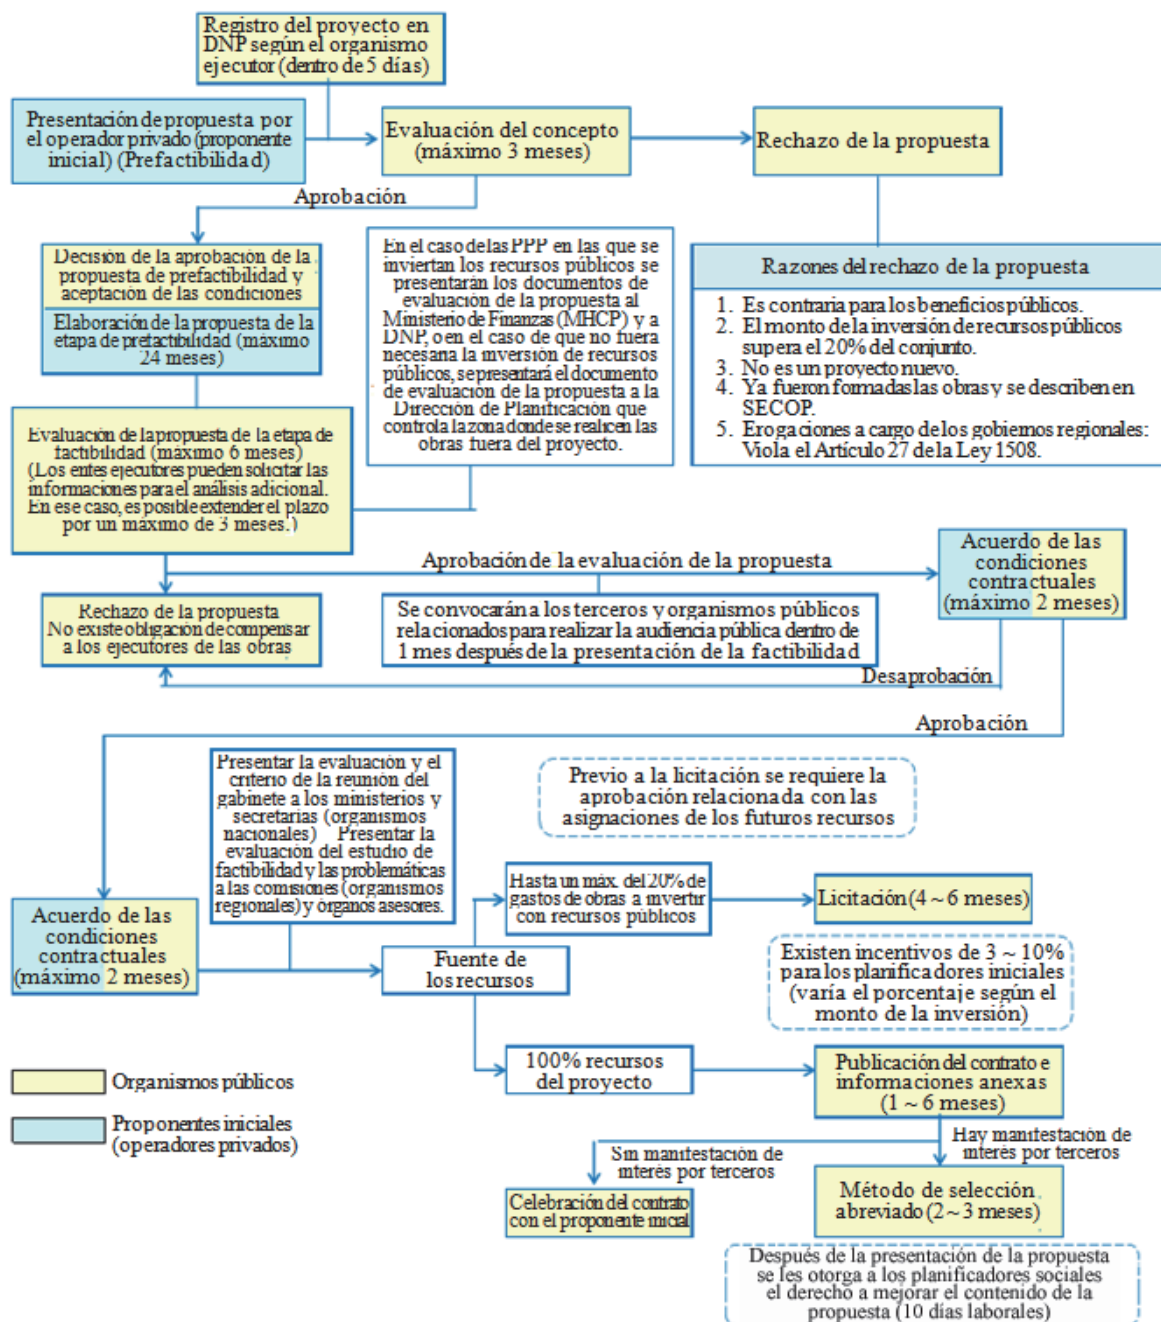 Registro del proyecto en
DNP según el organismo
ejecutor (dentro de 5 días)
Presentación de propuesta por
el operador privado (proponente
inicial) (Prefactibilidad)
Evaluación del concepto
(máximo 3 meses)
Rechazo de la propuesta
Aprobación
Decisión de la aprobación de la
propuesta de prefactibilidad y
aceptación de las condiciones
Elaboración de la propuesta de la
etapa de prefactibilidad (máximo
24 meses)
En el caso de las PPP en las que se
inviertan los recursos públicos se
presentarán los documentos de
evaluación de la propuesta al
Ministerio de Finanzas (MHCP) y a
DNP, o en el caso de que no fuera
necesaria la inversión de recursos
públicos, se presentará el documento
de evaluación de la propuesta a la
Dirección de Planificación que
controla la zona donde se realicen las
obras fuera del proyecto.
Razones del rechazo de la propuesta
1. Es contraria para los beneficios públicos.
2. El monto de la inversión de recursos públicos
supera el 20% del conjunto.
3. No es un proyecto nuevo.
4. Ya fueron formadas las obras y se describen en
SECOP.
5. Erogaciones a cargo de los gobiernos regionales:
Viola el Artículo 27 de la Ley 1508.
Evaluación de la propuesta de la etapa de
factibilidad (máximo 6 meses)
(Los entes ejecutores pueden solicitar las
informaciones para el análisis adicional.
En ese caso, es posible extender el plazo
por un máximo de 3 meses.)
Aprobación de la evaluación de la propuesta
Acuerdo de las
condiciones
contractuales
(máximo 2 meses)
Rechazo de la propuesta
No existe obligación de compensar
a los ejecutores de las obras
Se convocarán a los terceros y organismos públicos
relacionados para realizar la audiencia pública dentro de
1 mes después de la presentación de la factibilidad
Desaprobación
Aprobación
Presentar la evaluación y el
criterio de la reunión del
gabinete a los ministerios y
secretarias (organismos
nacionales) Presentar la
evaluación del estudio de
factibilidad y las problemáticas
a las comisiones (organismos
regionales) y órganos asesores.
Previo a la licitación se requiere la
aprobación relacionada con las
asignaciones de los futuros recursos
Hasta un máx. del 20% de
gastos de obras a invertir
con recursos públicos
Licitación (4 ~ 6 meses)
Acuerdo de las
condiciones
contractuales
(máximo 2 meses)
Fuente de
los recursos
Existen incentivos de 3 ~ 10%
para los planificadores iniciales
(varía el porcentaje según el
monto de la inversión)
100% recursos
del proyecto
Publicación del contrato e
informaciones anexas
(1 ~ 6 meses)
Organismos públicos
Proponentes iniciales
(operadores privados)
Sin manifestación de
interés por terceros
Hay manifestación de
interés por terceros
Celebración del contrato
con el proponente inicial
Método de selección
abreviado (2 ~ 3 meses)
Después de la presentación de la propuesta
se les otorga a los planificadores sociales
el derecho a mejorar el contenido de la
propuesta (10 días laborales)